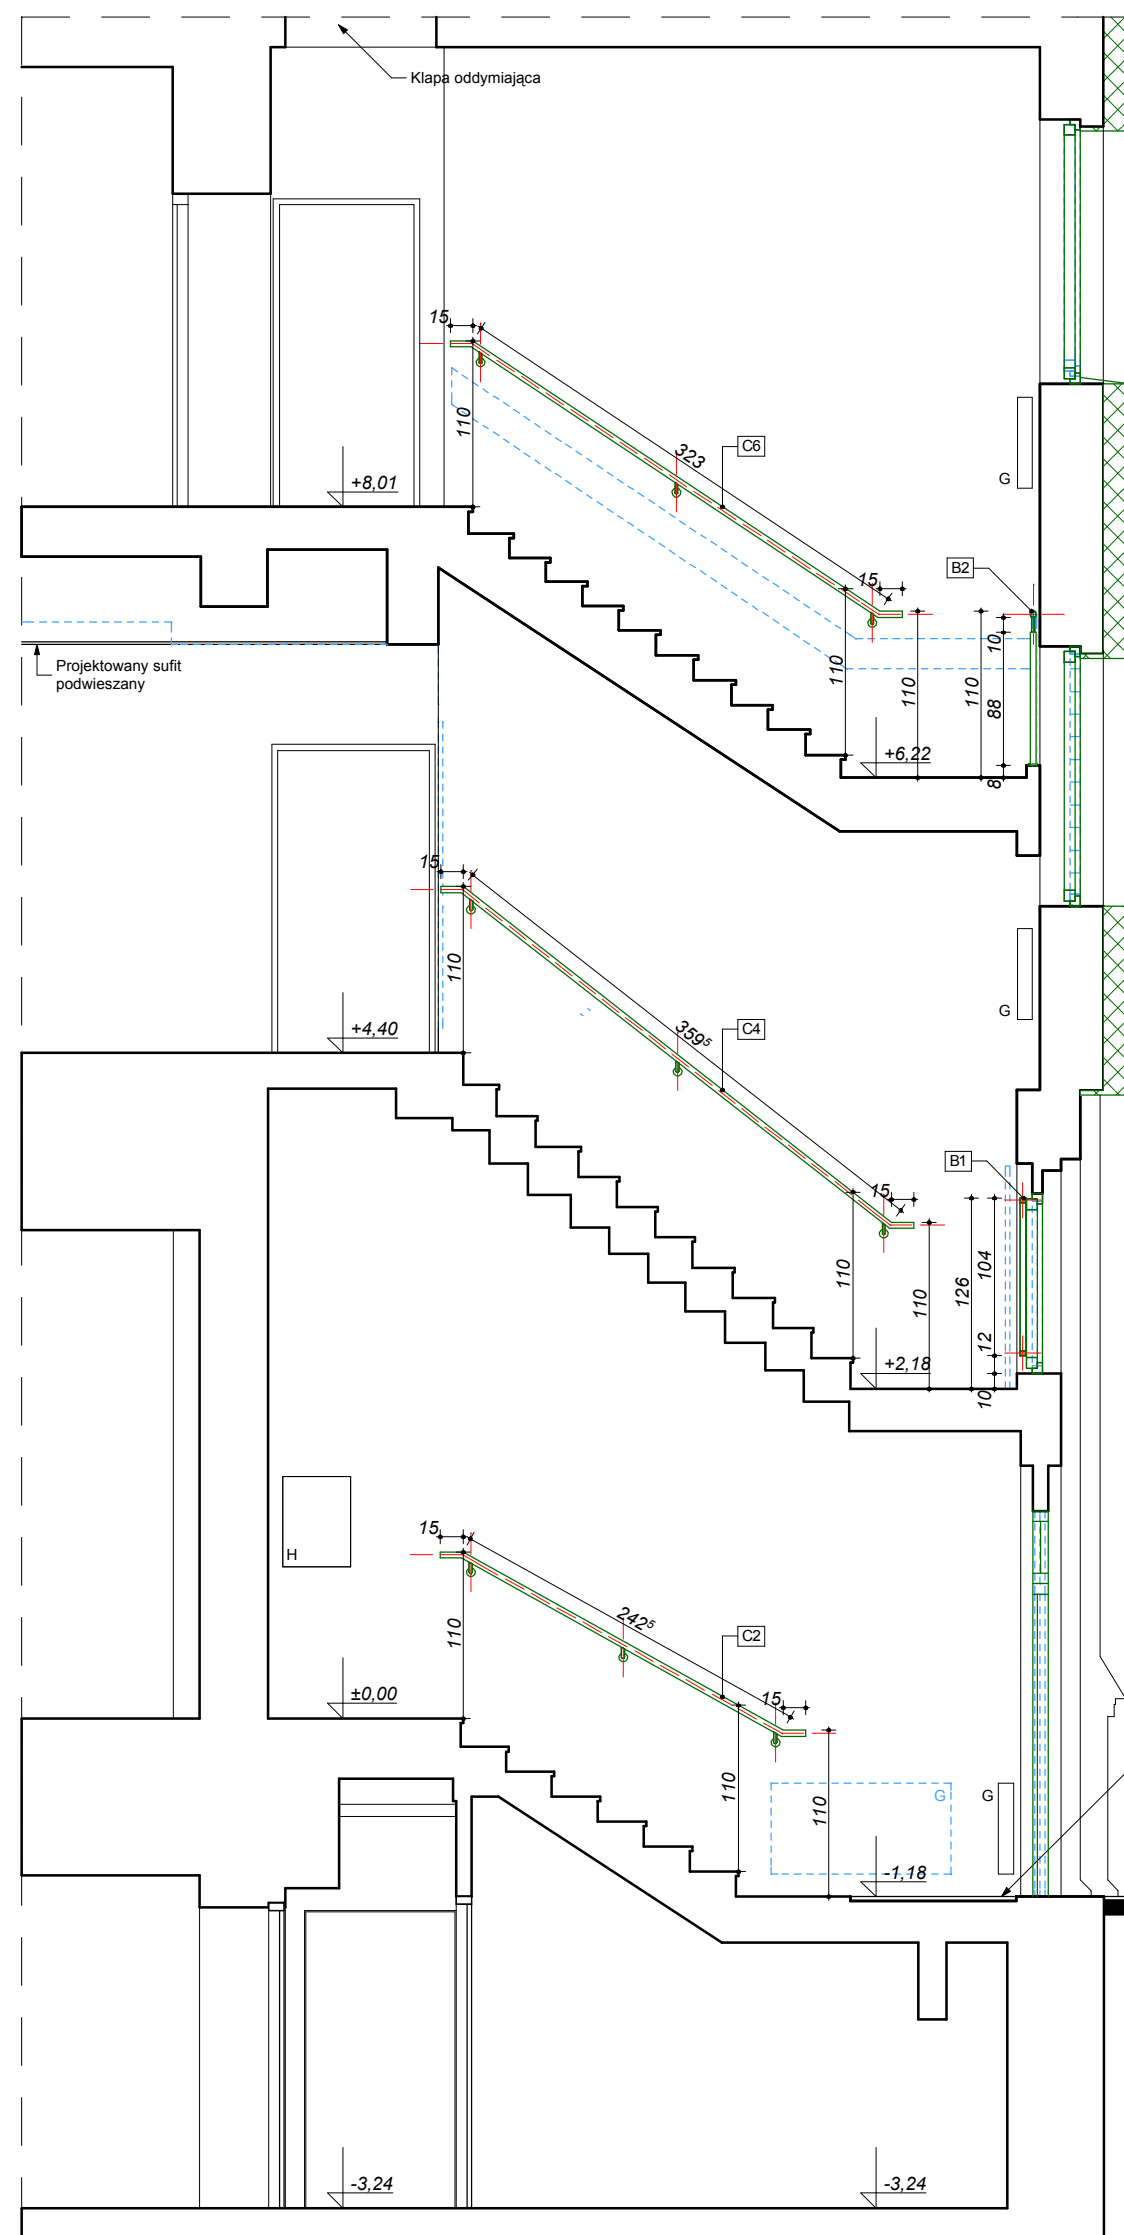 Klapa oddymiająca
15
323
C6
110
G
+8,01
B2
15
10
110
110
110
88
Projektowany sufit
podwieszany
+6,22
8
15
110
G
359⁵
C4
+4,40
B1
15
104
110
110
126
12
+2,18
10
15
H
242⁵
C2
110
±0,00
15
110
110
G
G
-1,18
-3,24
-3,24